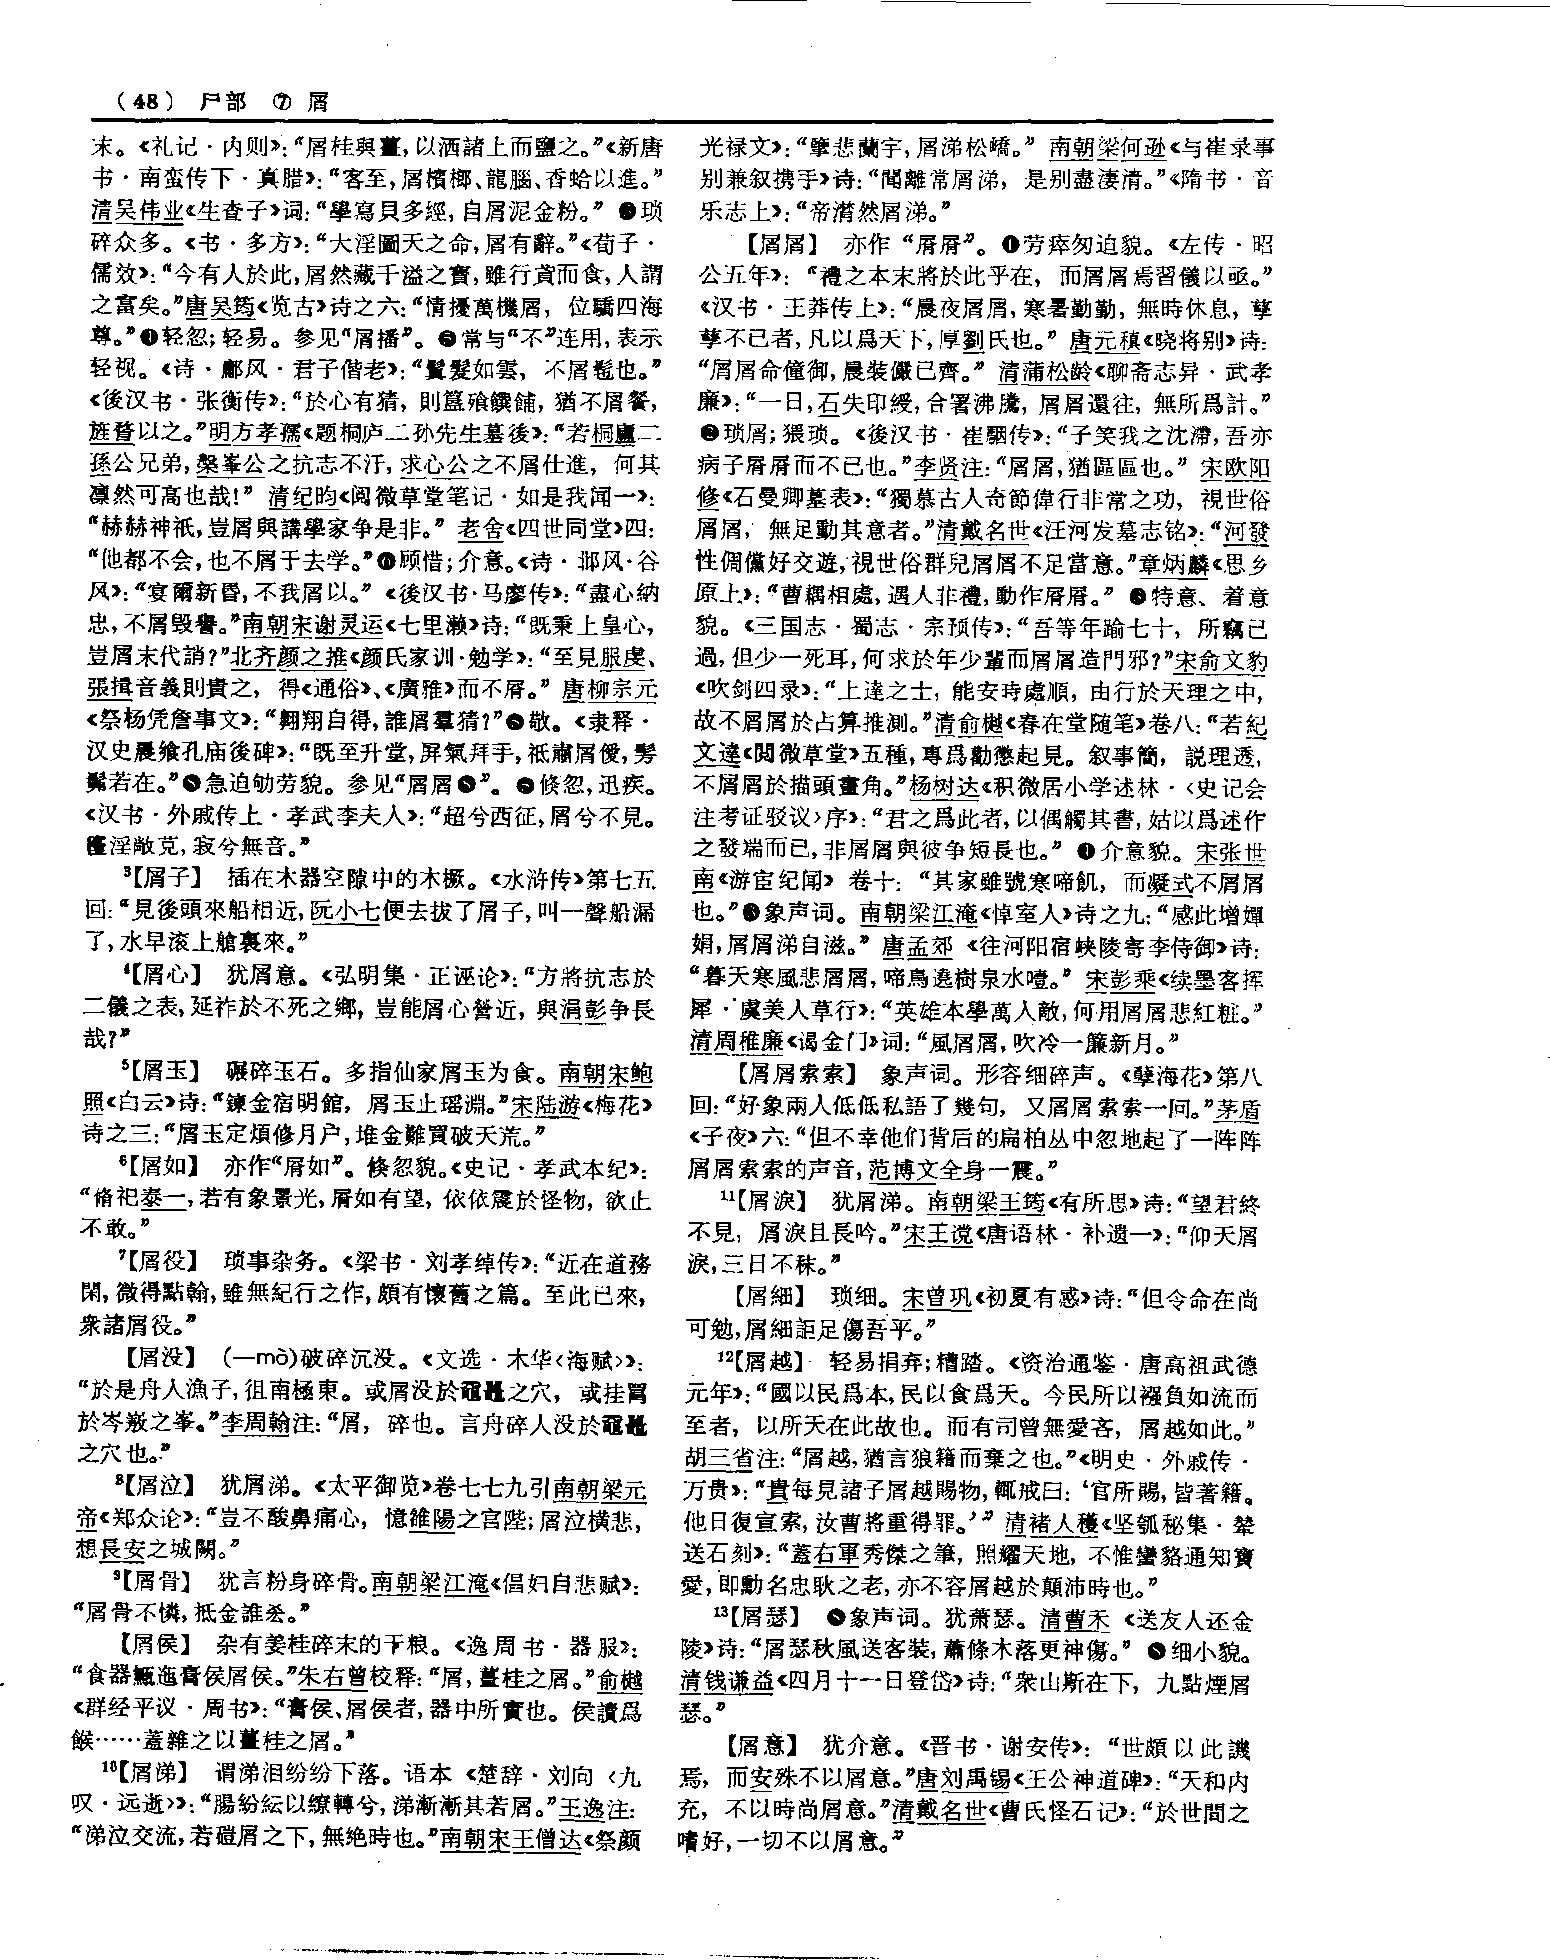 (48) 尸部 ⑦ 屑
末。《礼记·内则》:“屑桂與薑,以洒諸上而鹽之。”《新唐
书·南蛮传下·真腊》:“客至,屑檳榔、龍腦、香蛤以進。”
清吴伟业《生查子》词:“學寫貝多經,自屑泥金粉。” ❸琐
碎众多。《书·多方》:“大淫圖天之命,屑有辭。”《荀子·
儒效》:“今有人於此,屑然藏千溢之寶,雖行貣而食,人謂
之富矣。”唐吴筠《览古》诗之六:“情擾萬機屑,位驕四海
尊。”❹轻忽;轻易。参见“屑播”。❺常与“不”连用,表示
轻视。《诗·鄘风·君子偕老》:“鬒髮如雲,不屑髢也。”
《後汉书·张衡传》:“於心有猜,則簋飧饌餔,猶不屑餐,
旌瞀以之。”明方孝孺《题桐庐二孙先生墓後》:“若桐廬二
孫公兄弟,槃峯公之抗志不汙,求心公之不屑仕進,何其
凛然可高也哉!” 清纪昀《阅微草堂笔记·如是我闻一》:
“赫赫神祇,豈屑與講學家争是非。” 老舍《四世同堂》四:
“他都不会,也不屑于去学。”❻顾惜;介意。《诗·邶风·谷
风》:“宴爾新昏,不我屑以。”《後汉书·马廖传》:“盡心納
忠,不屑毁譽。”南朝宋谢灵运《七里濑》诗:“既秉上皇心,
豈屑末代誚?”北齐颜之推《颜氏家训·勉学》:“至見服虔、
張揖音義則貴之,得《通俗》、《廣雅》而不屑。” 唐柳宗元
《祭杨凭詹事文》:“翱翔自得,誰屑羣猜?”❼敬。《隶释·
汉史晨飨孔庙後碑》:“既至升堂,屏氣拜手,祗肅屑僾,髣
髴若在。”❽急迫劬劳貌。参见“屑屑❶”。❾倏忽,迅疾。
《汉书·外戚传上·孝武李夫人》:“超兮西征,屑兮不見。
寖淫敞怳,寂兮無音。”
³【屑子】 插在木器空隙中的木橛。《水浒传》第七五
回:“見後頭來船相近,阮小七便去拔了屑子,叫一聲船漏
了,水早滚上艙裏來。”
⁴【屑心】 犹屑意。《弘明集·正诬论》:“方將抗志於
二儀之表,延祚於不死之鄉,豈能屑心營近,與涓彭争長
哉?”
⁵【屑玉】 碾碎玉石。多指仙家屑玉为食。南朝宋鲍
照《白云》诗:“鍊金宿明館,屑玉止瑶淵。”宋陆游《梅花》
诗之三:“屑玉定煩修月户,堆金難買破天荒。”
⁶【屑如】 亦作“屑如”。倏忽貌。《史记·孝武本纪》:
“脩祀泰一,若有象景光,屑如有望,依依震於怪物,欲止
不敢。”
⁷【屑役】 琐事杂务。《梁书·刘孝绰传》:“近在道務
閑,微得點翰,雖無紀行之作,頗有懷舊之篇。至此已來,
衆諸屑役。”
【屑没】 (—mò)破碎沉没。《文选·木华〈海赋〉》:
“於是舟人漁子,徂南極東。或屑没於黿鼉之穴,或挂罥
於岑嶅之峯。”李周翰注:“屑,碎也。言舟碎人没於黿鼉
之穴也。”
⁸【屑泣】 犹屑涕。《太平御览》卷七七九引南朝梁元
帝《郑众论》:“豈不酸鼻痛心,憶雒陽之宫陛;屑泣横悲,
想長安之城闕。”
⁹【屑骨】 犹言粉身碎骨。南朝梁江淹《倡妇自悲赋》:
“屑骨不憐,抵金誰吝。”
【屑侯】 杂有姜桂碎末的干粮。《逸周书·器服》:
“食器甒迤膏侯屑侯。”朱右曾校释:“屑,薑桂之屑。”俞樾
《群经平议·周书》:“膏侯、屑侯者,器中所實也。侯讀爲
餱……蓋雜之以薑桂之屑。”
¹⁰【屑涕】 谓涕泪纷纷下落。语本《楚辞·刘向〈九
叹·远逝〉》:“腸紛紜以繚轉兮,涕漸漸其若屑。”王逸注:
“涕泣交流,若磑屑之下,無绝時也。”南朝宋王僧达《祭颜
光禄文》:“擥悲蘭宇,屑涕松嶠。” 南朝梁何逊《与崔录事
别兼叙携手》诗:“聞離常屑涕,是别盡淒清。”《隋书·音
乐志上》:“帝潸然屑涕。”
【屑屑】 亦作“屑屑”。❶劳瘁匆迫貌。《左传·昭
公五年》:“禮之本末將於此乎在,而屑屑焉習儀以亟。”
《汉书·王莽传上》:“晨夜屑屑,寒暑勤勤,無時休息,孳
孳不已者,凡以爲天下,厚劉氏也。” 唐元稹《晓将别》诗:
“屑屑命僮御,晨装儼已齊。” 清蒲松龄《聊斋志异·武孝
廉》:“一日,石失印綬,合署沸騰,屑屑還往,無所爲計。”
❷琐屑;猥琐。《後汉书·崔駰传》:“子笑我之沈滯,吾亦
病子屑屑而不已也。”李贤注:“屑屑,猶區區也。” 宋欧阳
修《石曼卿墓表》:“獨慕古人奇節偉行非常之功,視世俗
屑屑,無足動其意者。”清戴名世《汪河发墓志铭》:“河發
性倜儻好交遊,視世俗群兒屑屑不足當意。”章炳麟《思乡
原上》:“曹耦相處,遇人非禮,動作屑屑。” ❸特意、着意
貌。《三国志·蜀志·宗预传》:“吾等年踰七十,所竊已
過,但少一死耳,何求於年少輩而屑屑造門邪?”宋俞文豹
《吹剑四录》:“上達之士,能安時處順,由行於天理之中,
故不屑屑於占算推測。”清俞樾《春在堂随笔》卷八:“若紀
文達《閲微草堂》五種,專爲勸懲起見。叙事簡,説理透,
不屑屑於描頭畫角。”杨树达《积微居小学述林·〈史记会
注考证驳议〉序》:“君之爲此者,以偶觸其書,姑以爲述作
之發端而已,非屑屑與彼争短長也。” ❹介意貌。宋张世
南《游宦纪闻》卷十:“其家雖號寒啼飢,而凝式不屑屑
也。”❺象声词。南朝梁江淹《悼室人》诗之九:“感此增嬋
娟,屑屑涕自滋。” 唐孟郊《往河阳宿峡陵寄李侍御》诗:
“暮天寒風悲屑屑,啼鳥遶樹泉水噎。” 宋彭乘《续墨客挥
犀·虞美人草行》:“英雄本學萬人敵,何用屑屑悲紅粧。”
清周稚廉《谒金门》词:“風屑屑,吹冷一簾新月。”
【屑屑索索】 象声词。形容细碎声。《孽海花》第八
回:“好象兩人低低私語了幾句,又屑屑索索一囘。”茅盾
《子夜》六:“但不幸他们背后的扁柏丛中忽地起了一阵阵
屑屑索索的声音,范博文全身一震。”
¹¹【屑淚】 犹屑涕。南朝梁王筠《有所思》诗:“望君終
不見,屑淚且長吟。”宋王谠《唐语林·补遗一》:“仰天屑
淚,三日不秣。”
【屑細】 琐细。宋曾巩《初夏有感》诗:“但令命在尚
可勉,屑細詎足傷吾平。”
¹²【屑越】 轻易捐弃;糟踏。《资治通鉴·唐高祖武德
元年》:“國以民爲本,民以食爲天。今民所以襁負如流而
至者,以所天在此故也。而有司曾無愛吝,屑越如此。”
胡三省注:“屑越,猶言狼籍而棄之也。”《明史·外戚传·
万贵》:“貴每見諸子屑越賜物,輒戒曰:‘官所賜,皆著籍。
他日復宣索,汝曹將重得罪。’” 清褚人穫《坚瓠秘集·辇
送石刻》:“蓋右軍秀傑之筆,照耀天地,不惟蠻貉通知寶
愛,即勳名忠耿之老,亦不容屑越於顛沛時也。”
¹³【屑瑟】 ❶象声词。犹萧瑟。清曹禾《送友人还金
陵》诗:“屑瑟秋風送客装,蕭條木落更神傷。” ❷细小貌。
清钱谦益《四月十一日登岱》诗:“衆山斯在下,九點煙屑
瑟。”
【屑意】 犹介意。《晋书·谢安传》:“世頗以此譏
焉,而安殊不以屑意。”唐刘禹锡《王公神道碑》:“天和内
充,不以時尚屑意。”清戴名世《曹氏怪石记》:“於世間之
嗜好,一切不以屑意。”